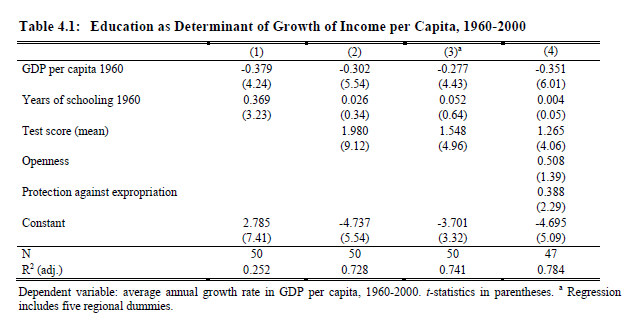 Table 4.1: Education as Determinant of Growth of Income per Capita, 1960-2000
(1) (2) (3)a (4)
GDP per capita 1960 -0.379 -0.302 -0.277 -0.351
(4.24) (5.54) (4.43) (6.01)
Years of schooling 1960 0.369 0.026 0.052 0.004
(3.23) (0.34) (0.64) (0.05)
Test score (mean) 1.980 1.548 1.265
(9.12) (4.96) (4.06)
Openness 0.508
(1.39)
Protection against expropriation 0.388
(2.29)
Constant 2.785 -4.737 -3.701 -4.695
(7.41) (5.54) (3.32) (5.09)
N 50 50 50 47
R2 (adj.) 0.252 0.728 0.741 0.784
Dependent variable: average annual growth rate in GDP per capita, 1960-2000. t-statistics in parentheses. a Regression
includes five regional dummies.